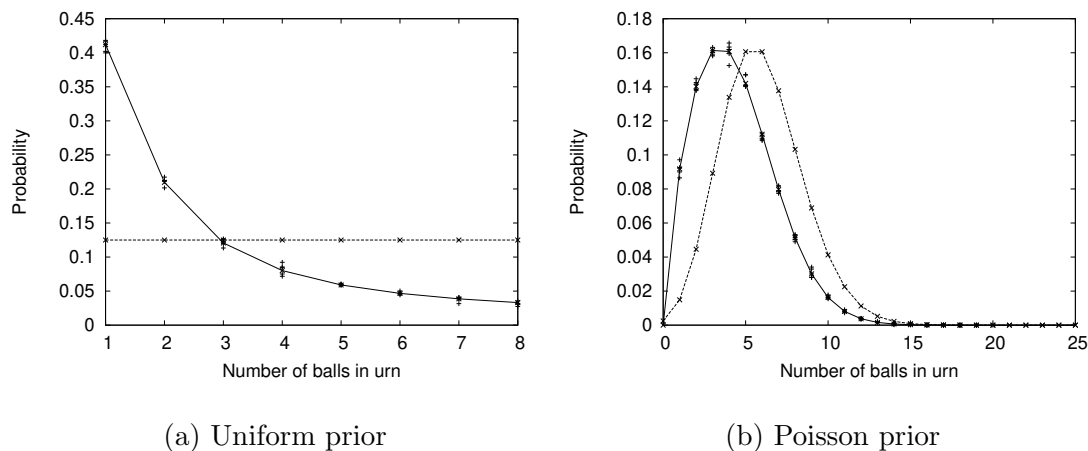 0.45
0.4
0.35
0.3
0.25
0.2
0.15
0.1
0.05
0
Probability
1 2 3 4 5 6 7 8
Number of balls in urn
(a) Uniform prior
0.18
0.16
0.14
0.12
0.1
0.08
0.06
0.04
0.02
0
Probability
0 5 10 15 20 25
Number of balls in urn
(b) Poisson prior